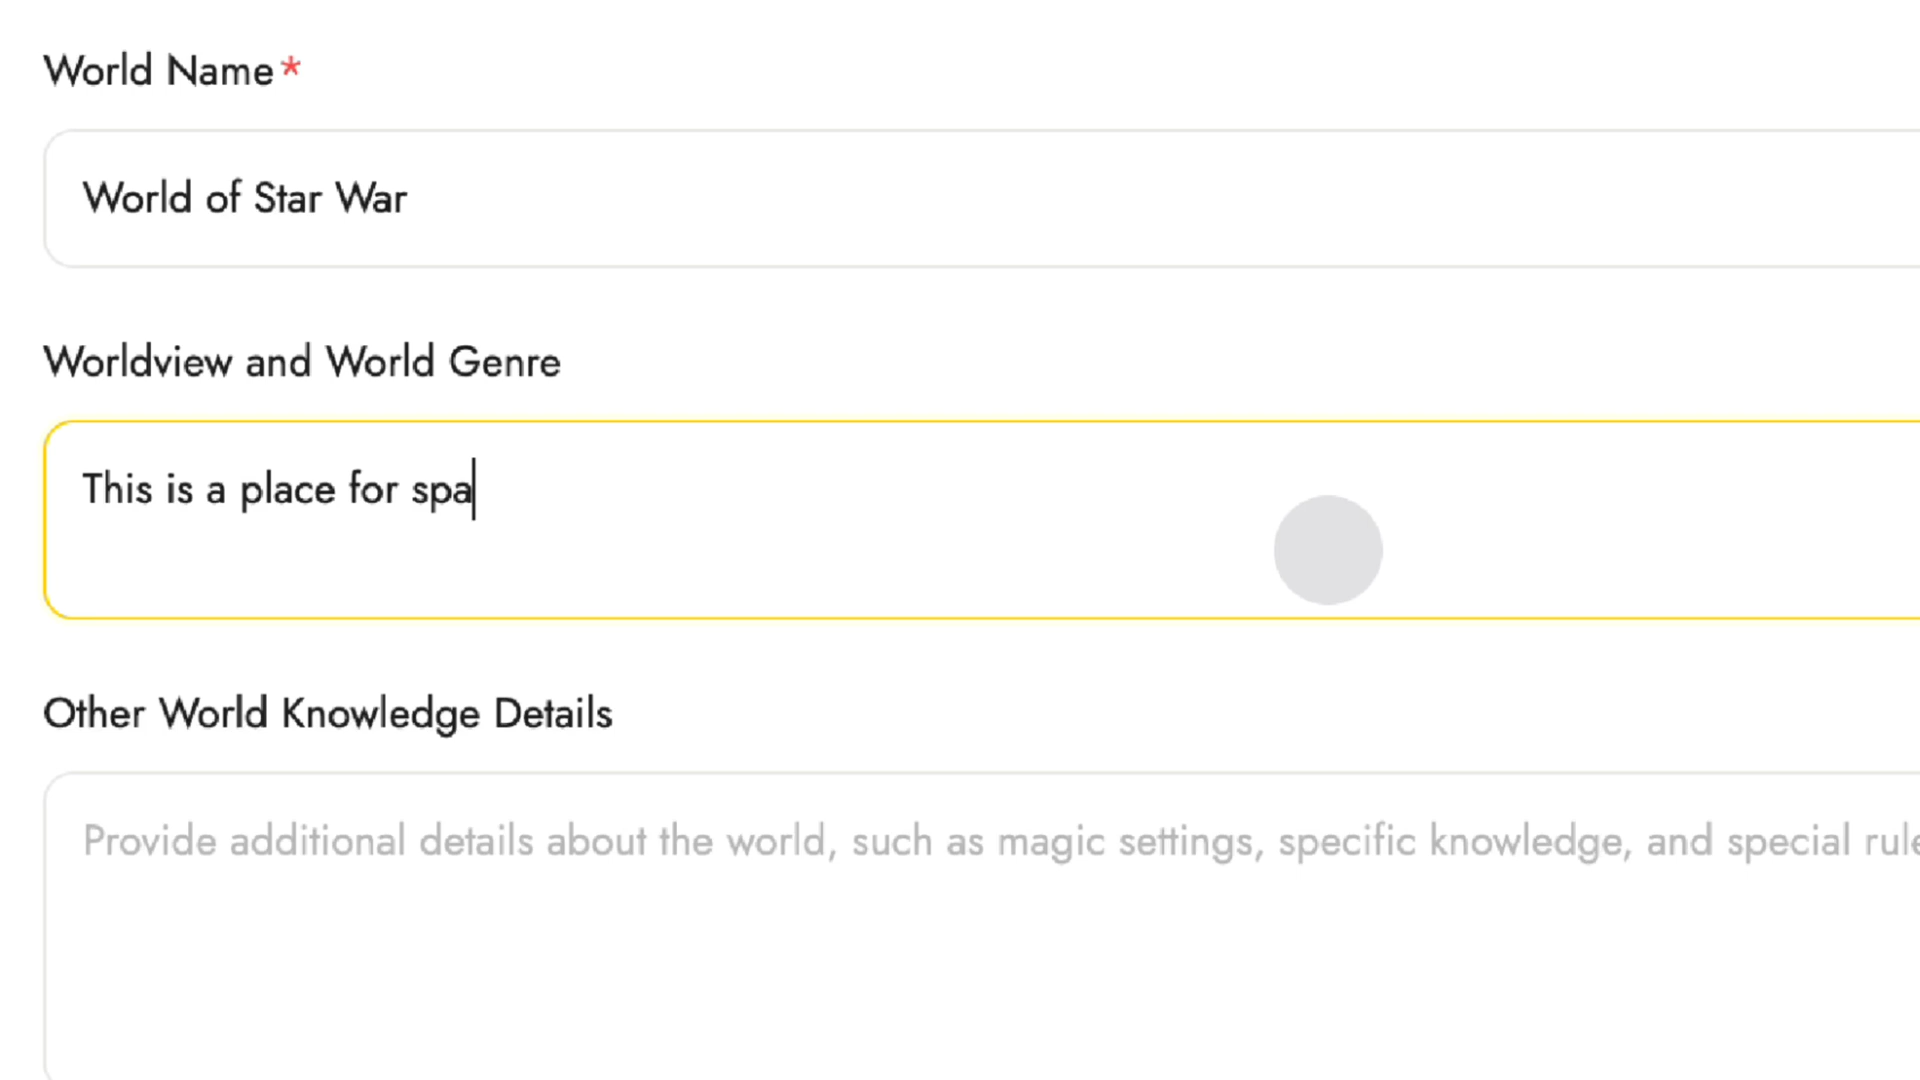 World Name*
World of Star War
Worldview and World Genre
This is a place for spa
Other World Knowledge Details
Provide additional details about the world, such as magic settings, specific knowledge, and special